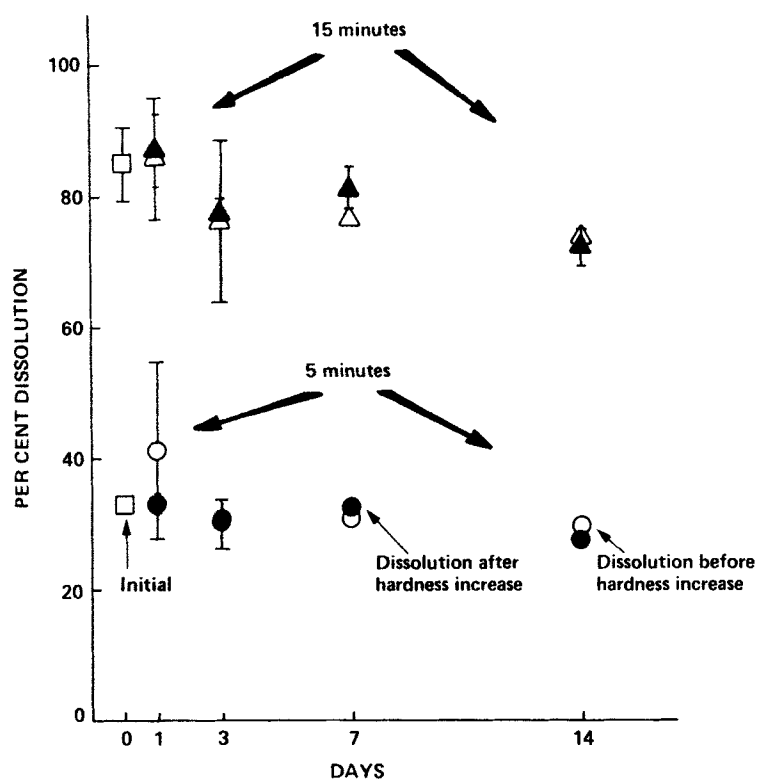 15 minutes
100
80
60
5 minutes
40
Initial
Dissolution after
hardness increase
Dissolution before
hardness increase
20
0
0 1 3 7 14
DAYS
PER CENT DISSOLUTION